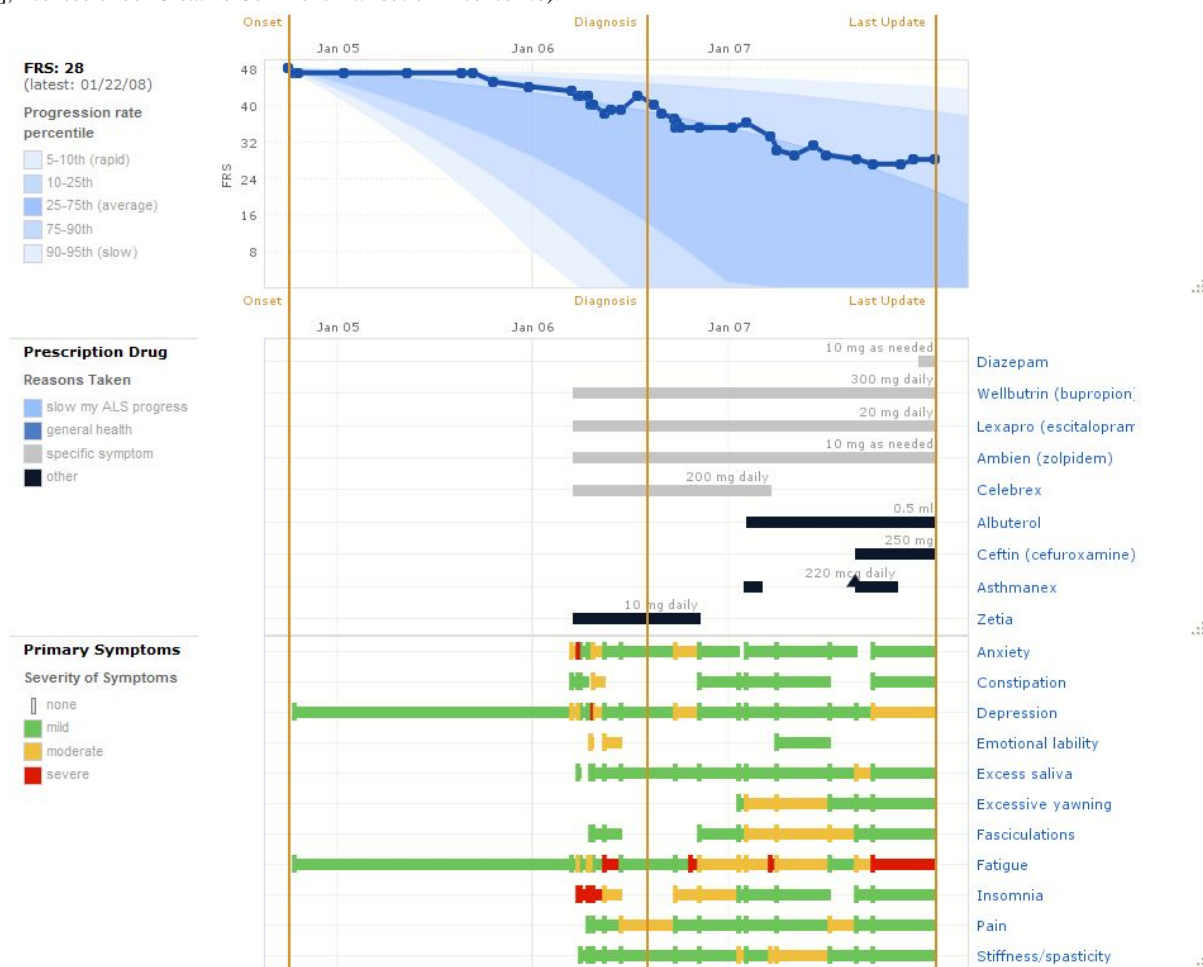 Onset Diagnosis Last Update
Jan 05 Jan 06 Jan 07
FRS: 28
(latest: 01/22/08)
Progression rate
percentile
5-10th (rapid)
10-25th
25-75th (average)
75-90th
90-95th (slow)
FRS
48
40
32
24
16
8
Onset Diagnosis Last Update
Jan 05 Jan 06 Jan 07
Prescription Drug
Reasons Taken
slow my ALS progress
general health
specific symptom
other
10 mg as needed
Diazepam
300 mg daily
Wellbutrin (bupropion)
20 mg daily
Lexapro (escitalopram
10 mg as needed
Ambien (zolpidem)
200 mg daily
Celebrex
0.5 ml
Albuterol
250 mg
Ceftin (cefuroxamine)
220 mcg daily
Asthmanex
10 mg daily
Zetia
Primary Symptoms
Severity of Symptoms
none
mild
moderate
severe
Anxiety
Constipation
Depression
Emotional lability
Excess saliva
Excessive yawning
Fasciculations
Fatigue
Insomnia
Pain
Stiffness/spasticity